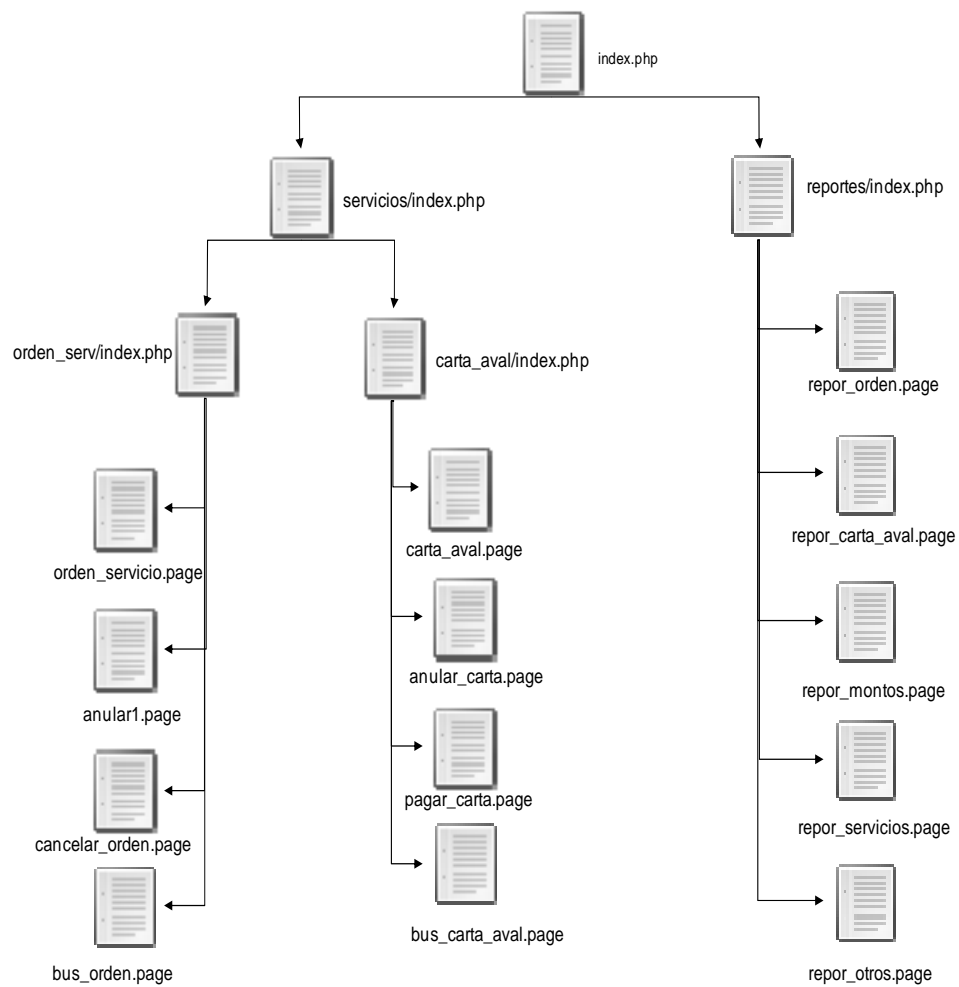 index.php
servicios/index.php
reportes/index.php
orden_serv/index.php
carta_aval/index.php
repor_orden.page
carta_aval.page
repor_carta_aval.page
orden_servicio.page
anular_carta.page
repor_montos.page
anular1.page
pagar_carta.page
repor_servicios.page
cancelar_orden.page
bus_carta_aval.page
bus_orden.page
repor_otros.page